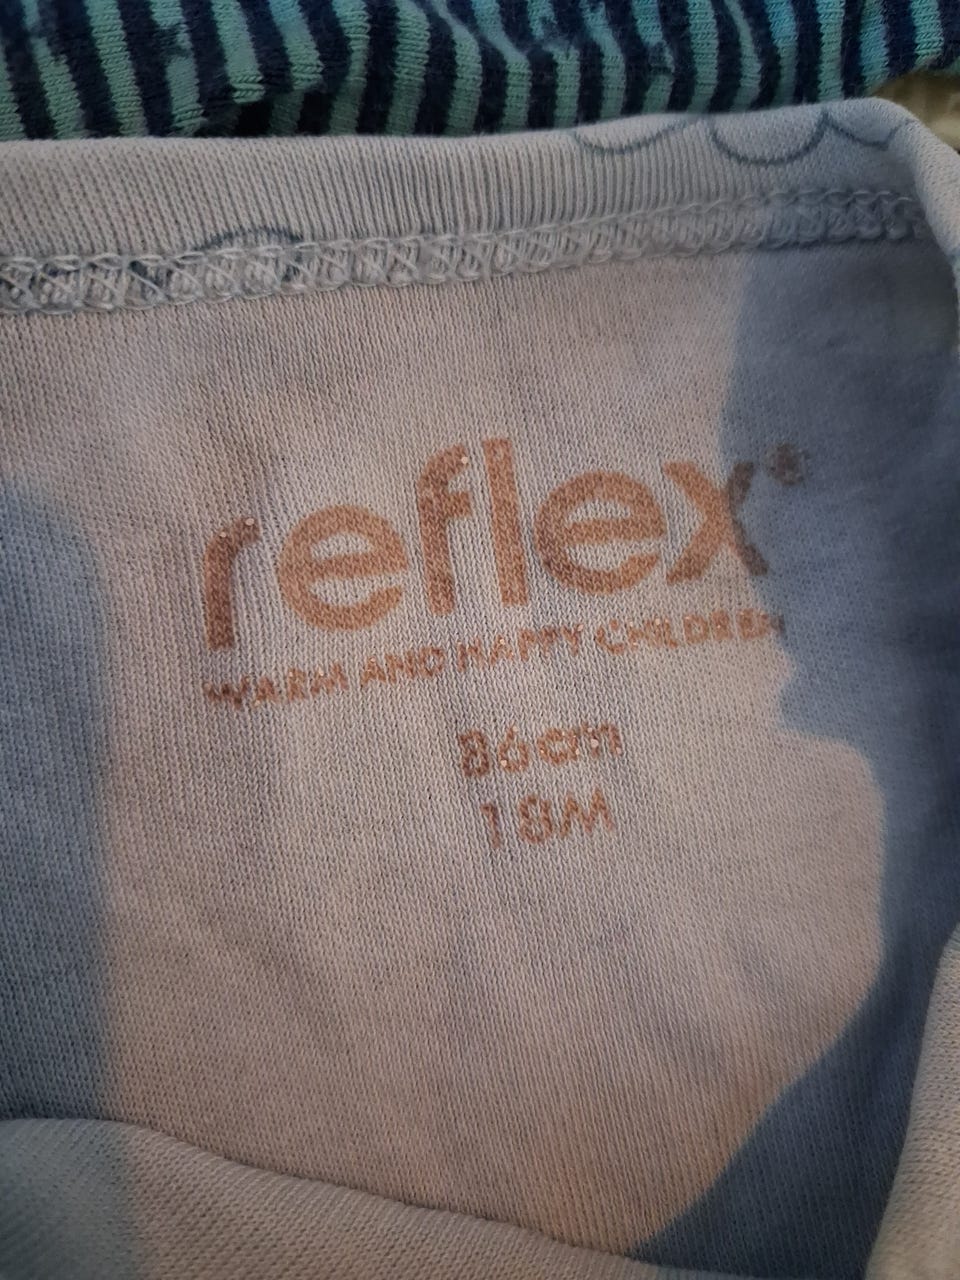 reflex®
WARM AND HAPPY CHILDREN
86cm
18M